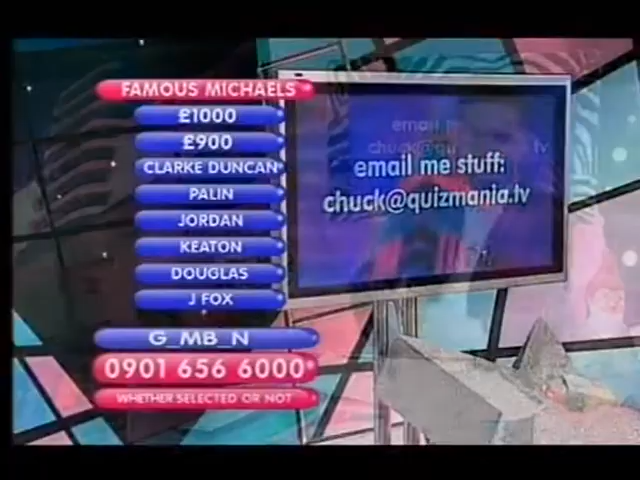 FAMOUS MICHAELS
£1000
£900
CLARKE DUNCAN
PALIN
JORDAN
KEATON
DOUGLAS
J FOX
G_MB_N
0901 656 6000
WHETHER SELECTED OR NOT
email me stuff:
chuck@quizmania.tv